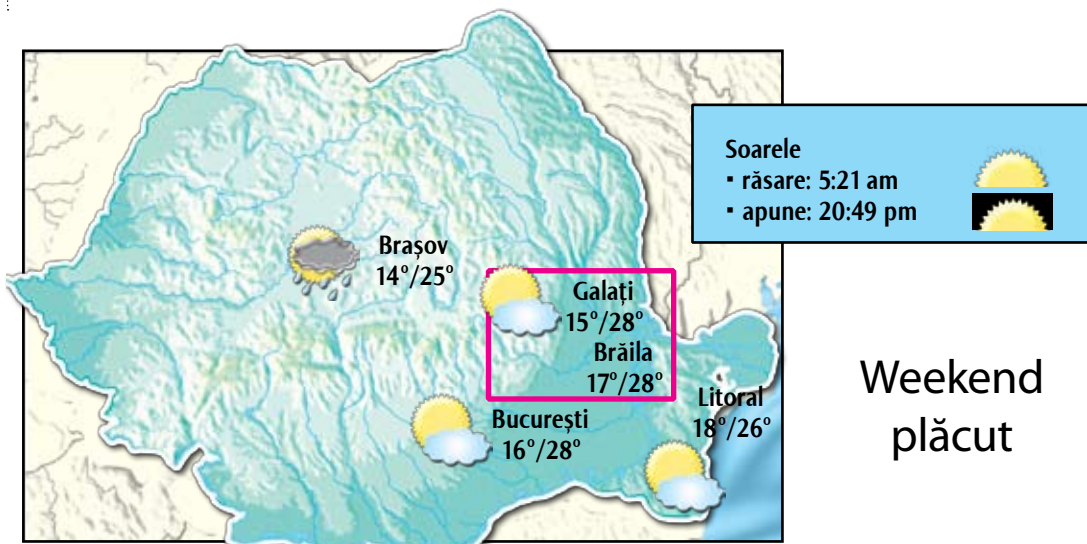 Soarele
▪ răsare: 5:21 am
▪ apune: 20:49 pm
Brașov
14°/25°
Galați
15°/28°
Brăila
17°/28°
Litoral
18°/26°
București
16°/28°
Weekend
plăcut